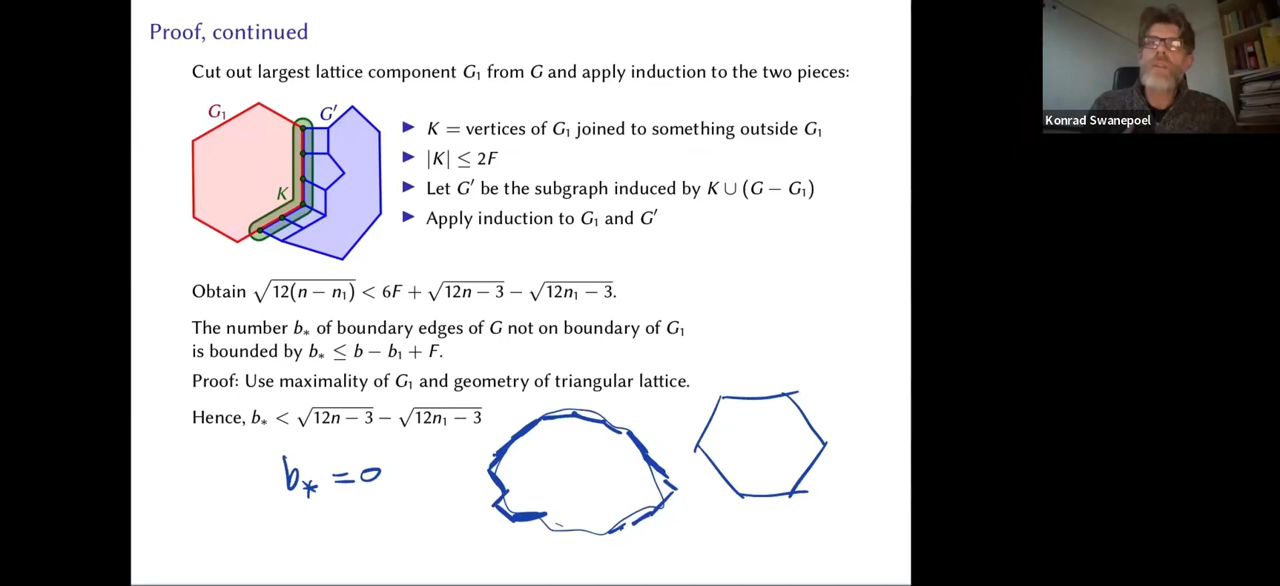 Proof, continued
Cut out largest lattice component G₁ from G and apply induction to the two pieces:
G₁
G′
K
▶ K = vertices of G₁ joined to something outside G₁
▶ |K| ≤ 2F
▶ Let G′ be the subgraph induced by K ∪ (G − G₁)
▶ Apply induction to G₁ and G′
Obtain √12(n − n₁) < 6F + √12n − 3 − √12n₁ − 3.
The number b∗ of boundary edges of G not on boundary of G₁
is bounded by b∗ ≤ b − b₁ + F.
Proof: Use maximality of G₁ and geometry of triangular lattice.
Hence, b∗ < √12n − 3 − √12n₁ − 3
b∗ = 0
Konrad Swanepoel